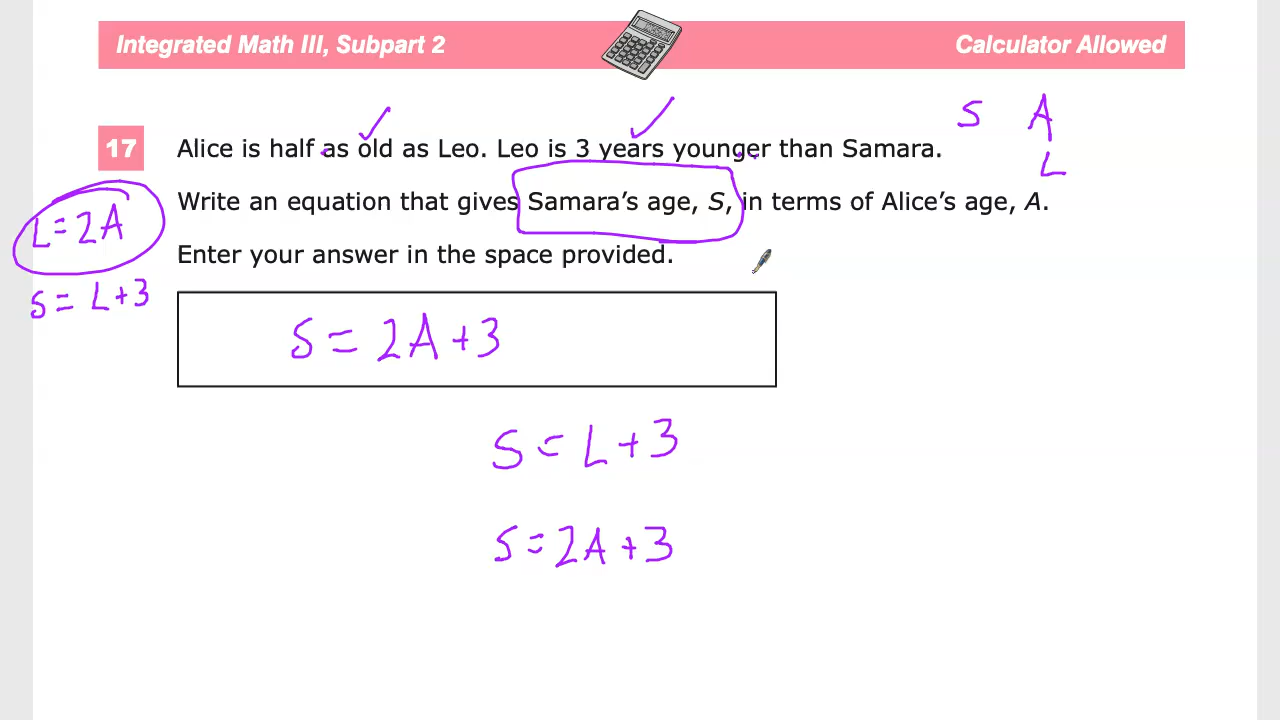 Integrated Math III, Subpart 2
Calculator Allowed
S A
L
17 Alice is half as old as Leo. Leo is 3 years younger than Samara.
Write an equation that gives Samara's age, S, in terms of Alice's age, A.
L=2A
Enter your answer in the space provided.
S = L+3
S = 2A+3
S = L+3
S=2A+3